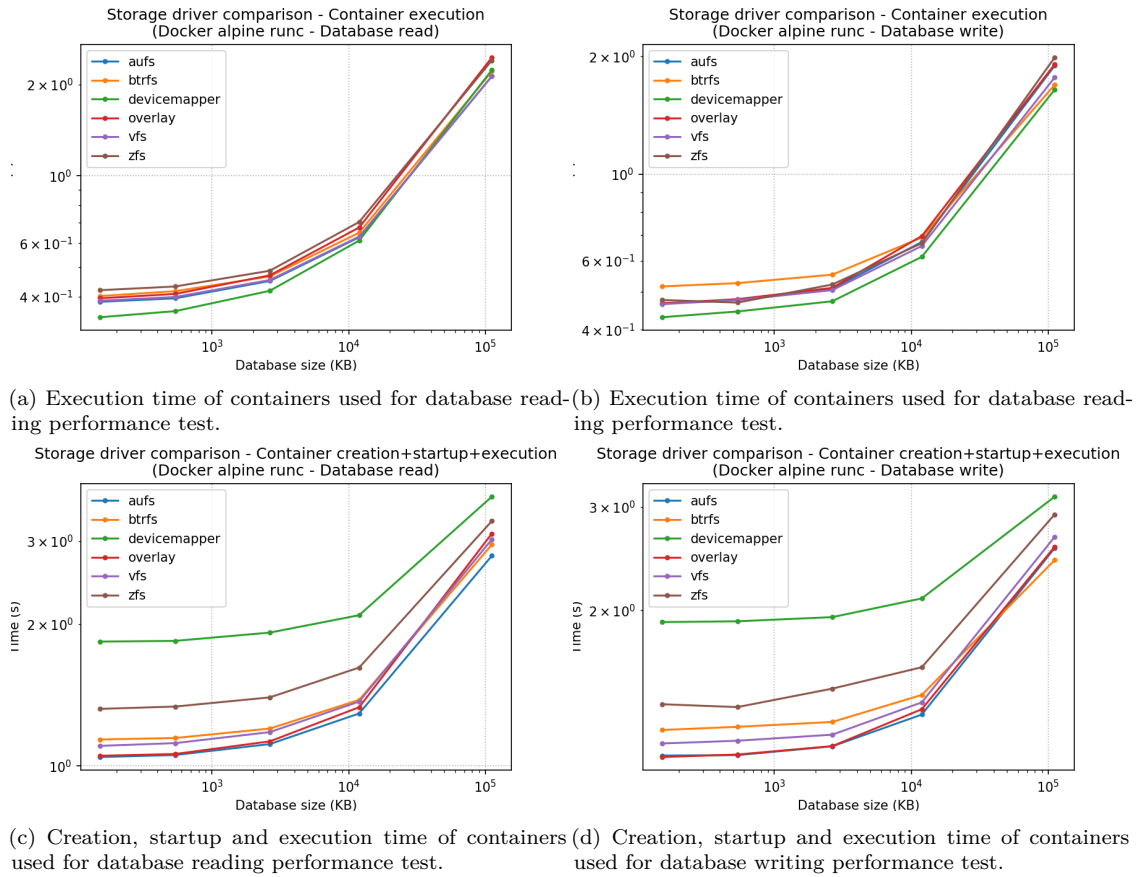 Storage driver comparison - Container execution
(Docker alpine runc - Database read)
aufs
btrfs
devicemapper
overlay
vfs
zfs
2 × 10⁰
10⁰
6 × 10⁻¹
4 × 10⁻¹
10³
10⁴
10⁵
Database size (KB)
Storage driver comparison - Container execution
(Docker alpine runc - Database write)
aufs
btrfs
devicemapper
overlay
vfs
zfs
2 × 10⁰
10⁰
6 × 10⁻¹
4 × 10⁻¹
10³
10⁴
10⁵
Database size (KB)
(a) Execution time of containers used for database read-
ing performance test.
(b) Execution time of containers used for database read-
ing performance test.
Storage driver comparison - Container creation+startup+execution
(Docker alpine runc - Database read)
aufs
btrfs
devicemapper
overlay
vfs
zfs
3 × 10⁰
2 × 10⁰
10⁰
Time (s)
10³
10⁴
10⁵
Database size (KB)
Storage driver comparison - Container creation+startup+execution
(Docker alpine runc - Database write)
aufs
btrfs
devicemapper
overlay
vfs
zfs
3 × 10⁰
2 × 10⁰
Time (s)
10³
10⁴
10⁵
Database size (KB)
(c) Creation, startup and execution time of containers
used for database reading performance test.
(d) Creation, startup and execution time of containers
used for database writing performance test.